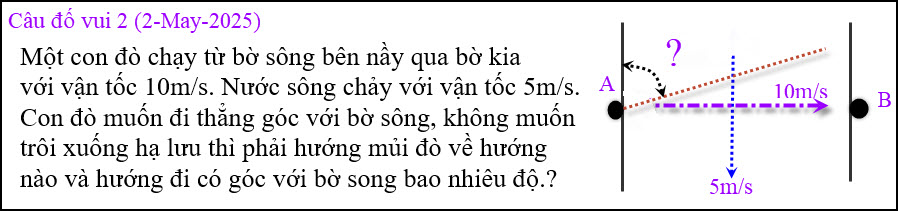 Câu đố vui 2 (2-May-2025)
Một con đò chạy từ bờ sông bên nầy qua bờ kia
với vận tốc 10m/s. Nước sông chảy với vận tốc 5m/s.
Con đò muốn đi thẳng góc với bờ sông, không muốn
trôi xuống hạ lưu thì phải hướng mủi đò về hướng
nào và hướng đi có góc với bờ song bao nhiêu độ.?
?
A
10m/s
B
5m/s